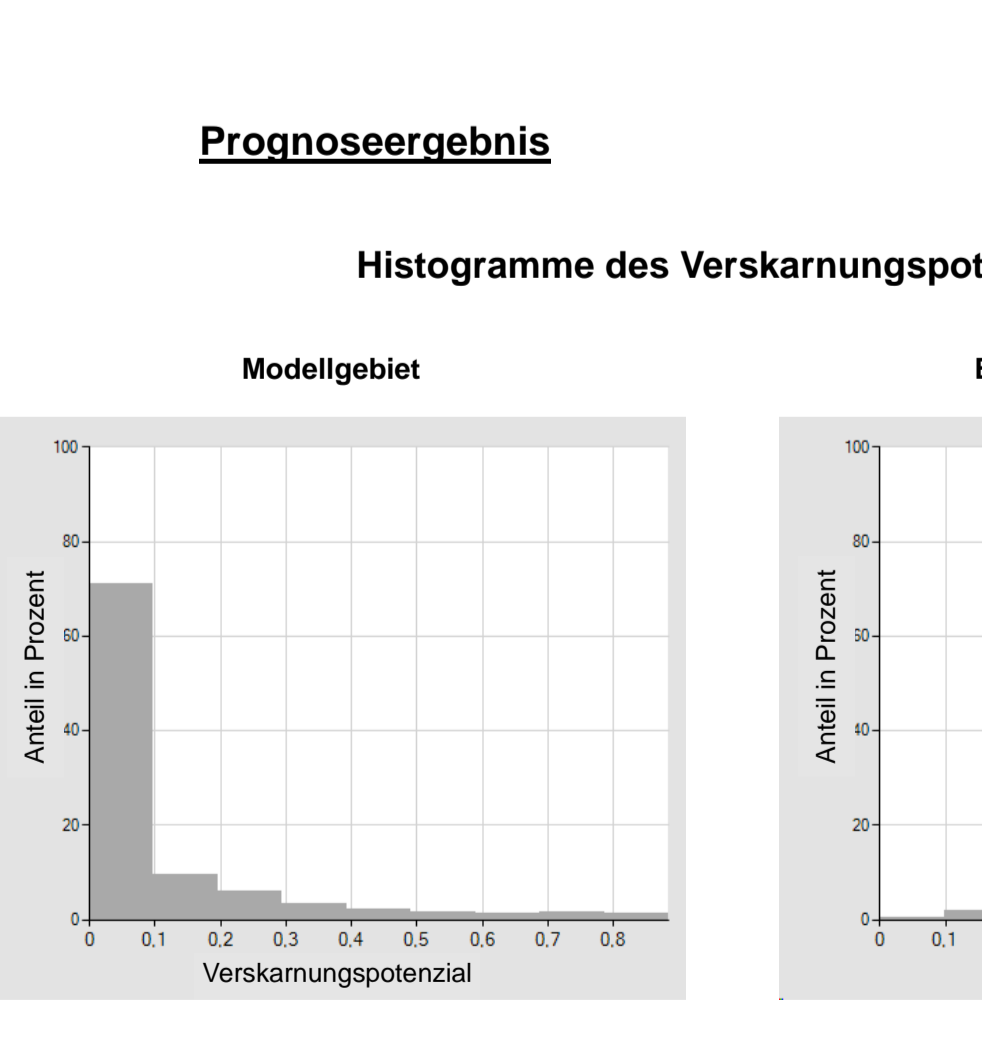 Prognoseergebnis
Histogramme des Verskarnungspot
Modellgebiet
100
80
60
40
20
0
Anteil in Prozent
0 0,1 0,2 0,3 0,4 0,5 0,6 0,7 0,8
Verskarnungspotenzial
100
80
60
40
20
0
Anteil in Prozent
0 0,1